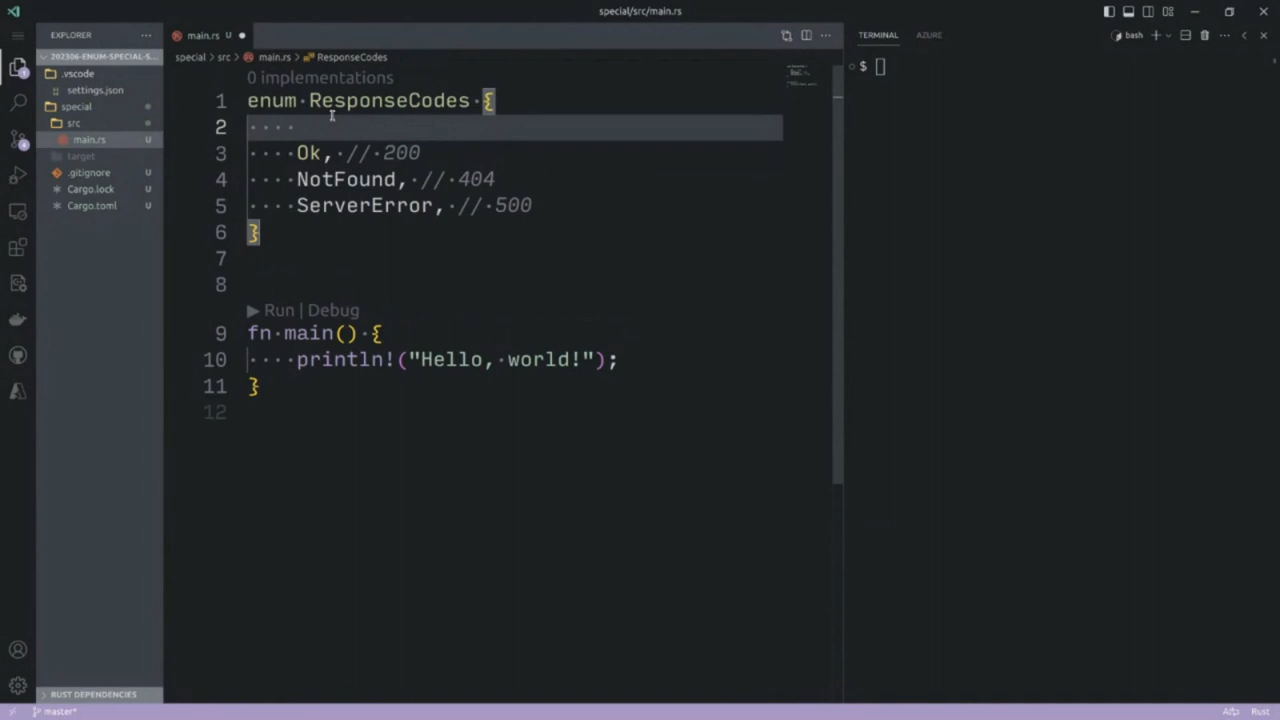 special/src/main.rs
EXPLORER
202306-ENUM-SPECIAL-S...
.vscode
settings.json
special
src
main.rs U
target
.gitignore U
Cargo.lock U
Cargo.toml U
RUST DEPENDENCIES
main.rs U
special > src > main.rs > ResponseCodes
0 implementations
1 enum ResponseCodes {
2
3 Ok, // 200
4 NotFound, // 404
5 ServerError, // 500
6 }
7
8
Run | Debug
9 fn main() {
10 println!("Hello, world!");
11 }
12
TERMINAL AZURE
bash
$
1
4
master*
Rust